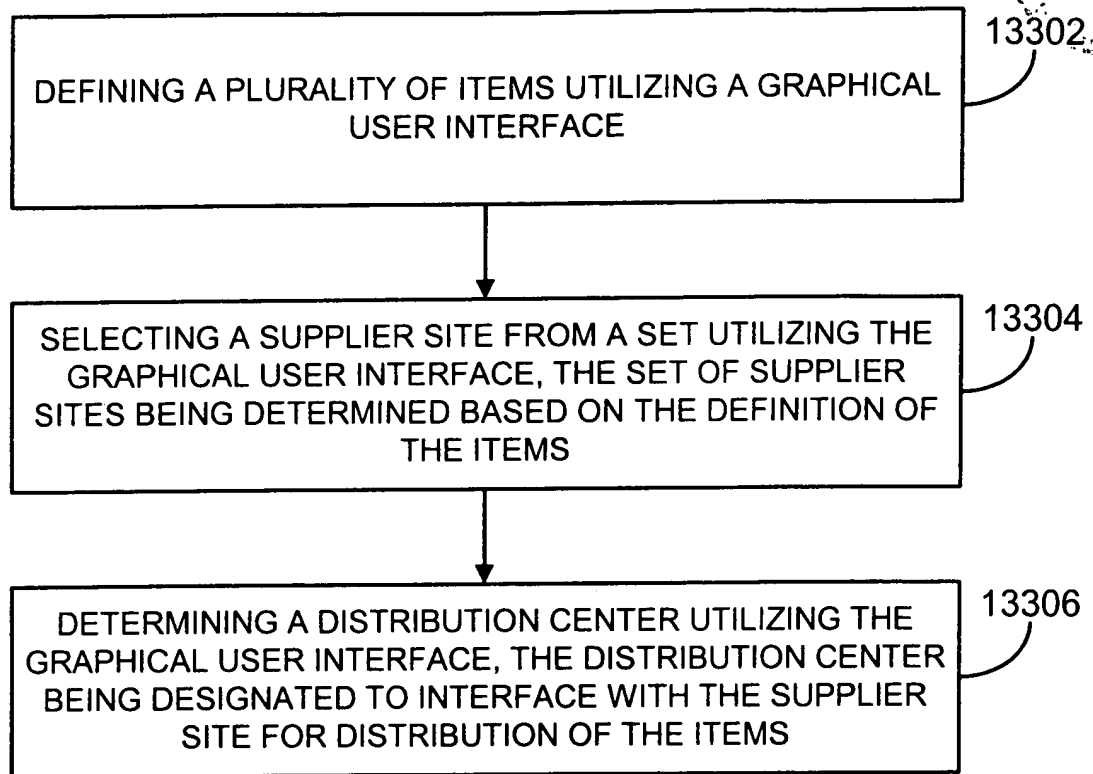 13302
DEFINING A PLURALITY OF ITEMS UTILIZING A GRAPHICAL
USER INTERFACE
13304
SELECTING A SUPPLIER SITE FROM A SET UTILIZING THE
GRAPHICAL USER INTERFACE, THE SET OF SUPPLIER
SITES BEING DETERMINED BASED ON THE DEFINITION OF
THE ITEMS
13306
DETERMINING A DISTRIBUTION CENTER UTILIZING THE
GRAPHICAL USER INTERFACE, THE DISTRIBUTION CENTER
BEING DESIGNATED TO INTERFACE WITH THE SUPPLIER
SITE FOR DISTRIBUTION OF THE ITEMS